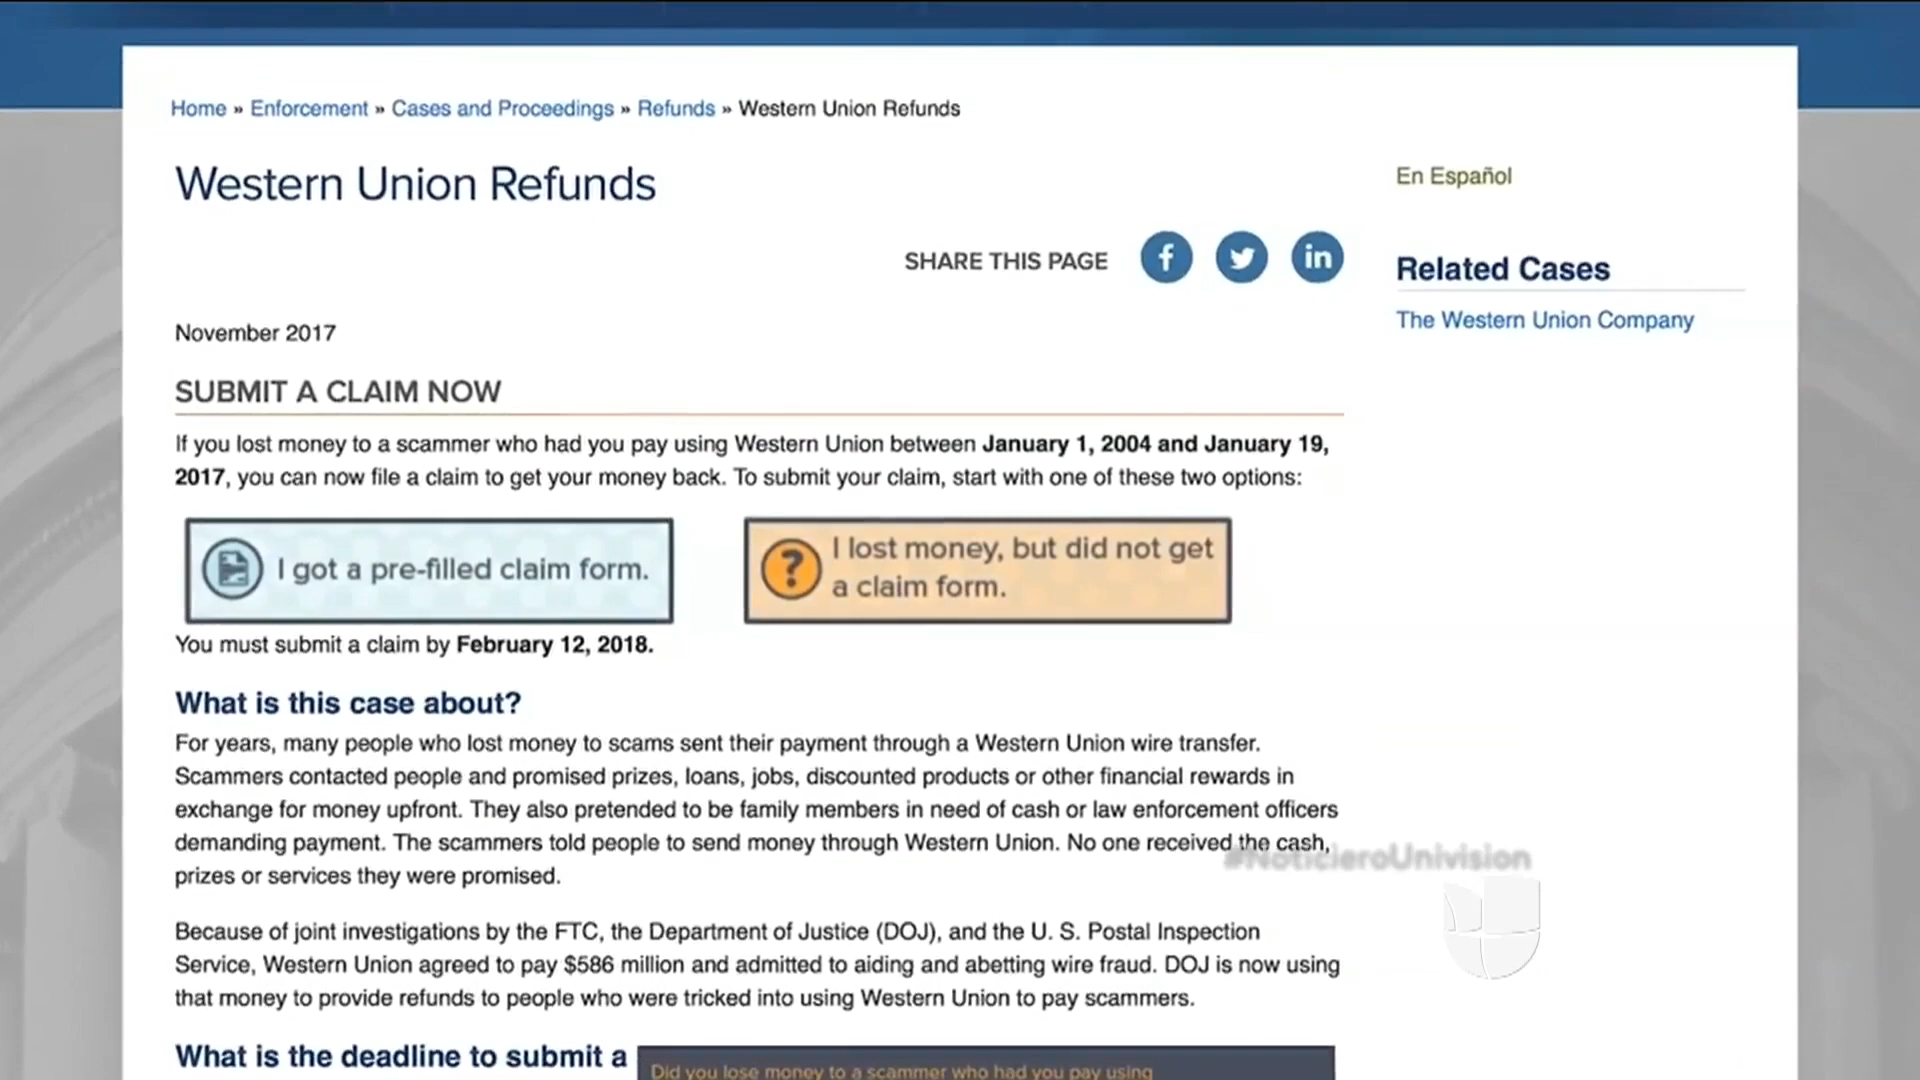 Home » Enforcement » Cases and Proceedings » Refunds » Western Union Refunds
Western Union Refunds
En Español
SHARE THIS PAGE
Related Cases
The Western Union Company
November 2017
SUBMIT A CLAIM NOW
If you lost money to a scammer who had you pay using Western Union between January 1, 2004 and January 19,
2017, you can now file a claim to get your money back. To submit your claim, start with one of these two options:
I got a pre-filled claim form.
I lost money, but did not get
a claim form.
You must submit a claim by February 12, 2018.
What is this case about?
For years, many people who lost money to scams sent their payment through a Western Union wire transfer.
Scammers contacted people and promised prizes, loans, jobs, discounted products or other financial rewards in
exchange for money upfront. They also pretended to be family members in need of cash or law enforcement officers
demanding payment. The scammers told people to send money through Western Union. No one received the cash,
prizes or services they were promised.
#NoticieroUnivision
Because of joint investigations by the FTC, the Department of Justice (DOJ), and the U. S. Postal Inspection
Service, Western Union agreed to pay $586 million and admitted to aiding and abetting wire fraud. DOJ is now using
that money to provide refunds to people who were tricked into using Western Union to pay scammers.
What is the deadline to submit a
Did you lose money to a scammer who had you pay using